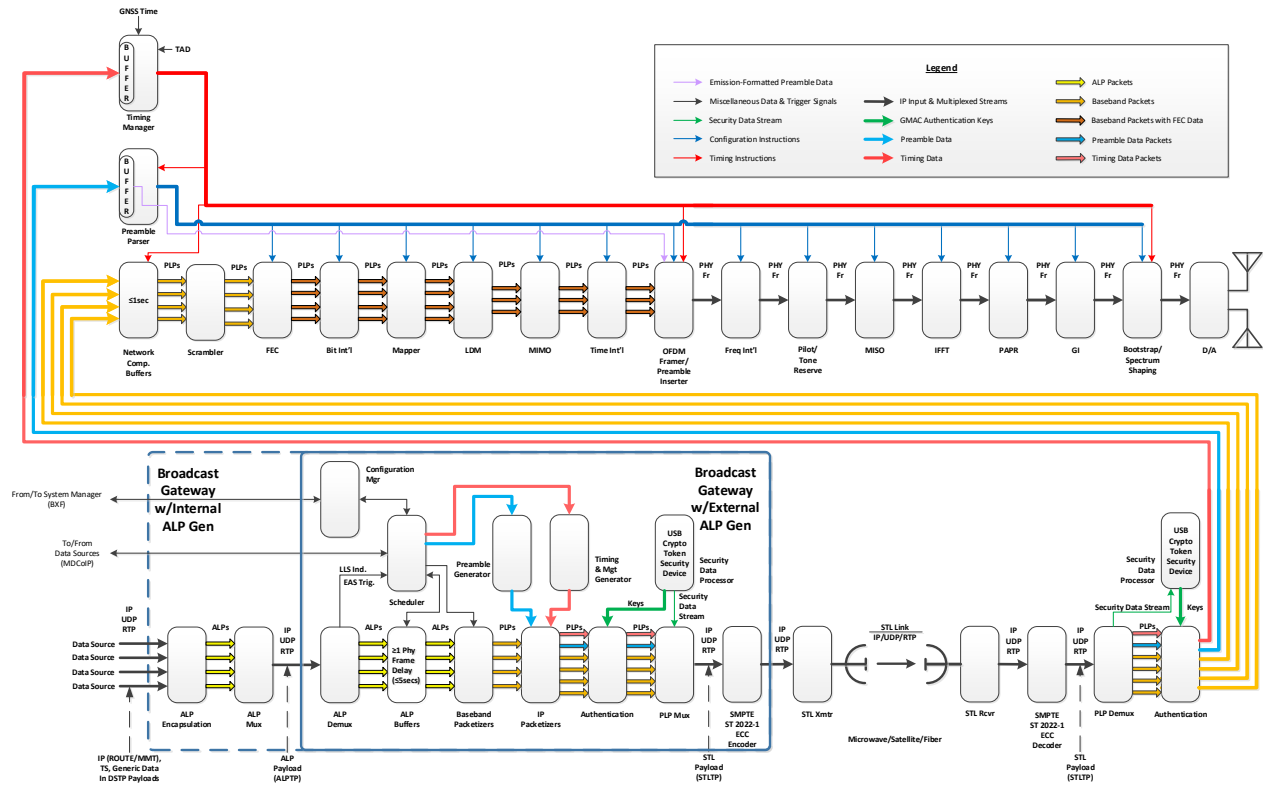 GNSS Time
TAD
B
U
F
F
E
R
Timing
Manager
B
U
F
F
E
R
Preamble
Parser
Legend
Emission-Formatted Preamble Data
Miscellaneous Data & Trigger Signals
Security Data Stream
Configuration Instructions
Timing Instructions
IP Input & Multiplexed Streams
GMAC Authentication Keys
Preamble Data
Timing Data
ALP Packets
Baseband Packets
Baseband Packets with FEC Data
Preamble Data Packets
Timing Data Packets
PLPs
PLPs
PLPs
PLPs
PLPs
PLPs
PLPs
PLPs
PHY
Fr
PHY
Fr
PHY
Fr
PHY
Fr
PHY
Fr
PHY
Fr
PHY
Fr
PHY
Fr
≤1sec
Network
Comp.
Buffers
Scrambler
FEC
Bit Int'l
Mapper
LDM
MIMO
Time Int'l
OFDM
Framer/
Preamble
Inserter
Freq Int'l
Pilot/
Tone
Reserve
MISO
IFFT
PAPR
GI
Bootstrap/
Spectrum
Shaping
D/A
Broadcast
Gateway
w/Internal
ALP Gen
Configuration
Mgr
Broadcast
Gateway
w/External
ALP Gen
From/To System Manager
(BXF)
To/From
Data Sources
(MDCoIP)
Scheduler
LLS Ind.
EAS Trig.
Preamble
Generator
Timing
& Mgt
Generator
USB
Crypto
Token
Security
Device
Security
Data
Processor
Keys
Security
Data
Stream
IP
UDP
RTP
Data Source
Data Source
Data Source
Data Source
ALP
Encapsulation
ALPs
ALP
Mux
IP
UDP
RTP
ALP
Demux
ALPs
≥1 Phy
Frame
Delay
(≤5secs)
ALP
Buffers
ALPs
Baseband
Packetizers
PLPs
IP
Packetizers
PLPs
Authentication
PLPs
PLP Mux
IP
UDP
RTP
SMPTE
ST 2022-1
ECC
Encoder
IP
UDP
RTP
STL Xmtr
STL Link
IP/UDP/RTP
Microwave/Satellite/Fiber
STL Rcvr
IP
UDP
RTP
SMPTE
ST 2022-1
ECC
Decoder
IP
UDP
RTP
PLP Demux
PLPs
Authentication
Security
Data
Processor
USB
Crypto
Token
Security
Device
Security Data Stream
Keys
IP (ROUTE/MMT),
TS, Generic Data
In DSTP Payloads
ALP
Payload
(ALPTP)
STL
Payload
(STLTP)
STL
Payload
(STLTP)